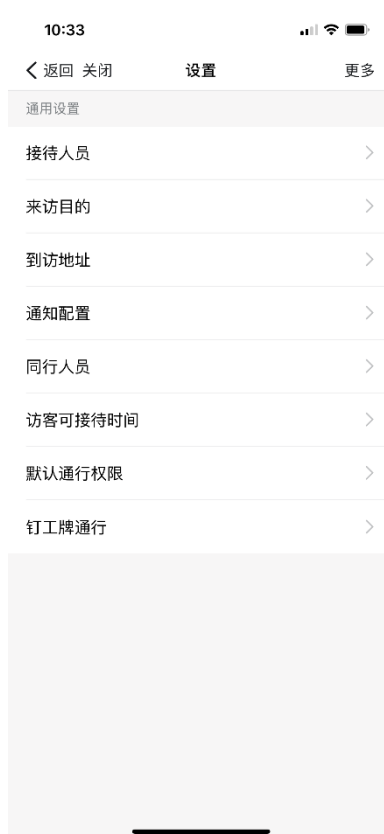 10:33
返回 关闭 设置 更多
通用设置
接待人员
来访目的
到访地址
通知配置
同行人员
访客可接待时间
默认通行权限
钉工牌通行